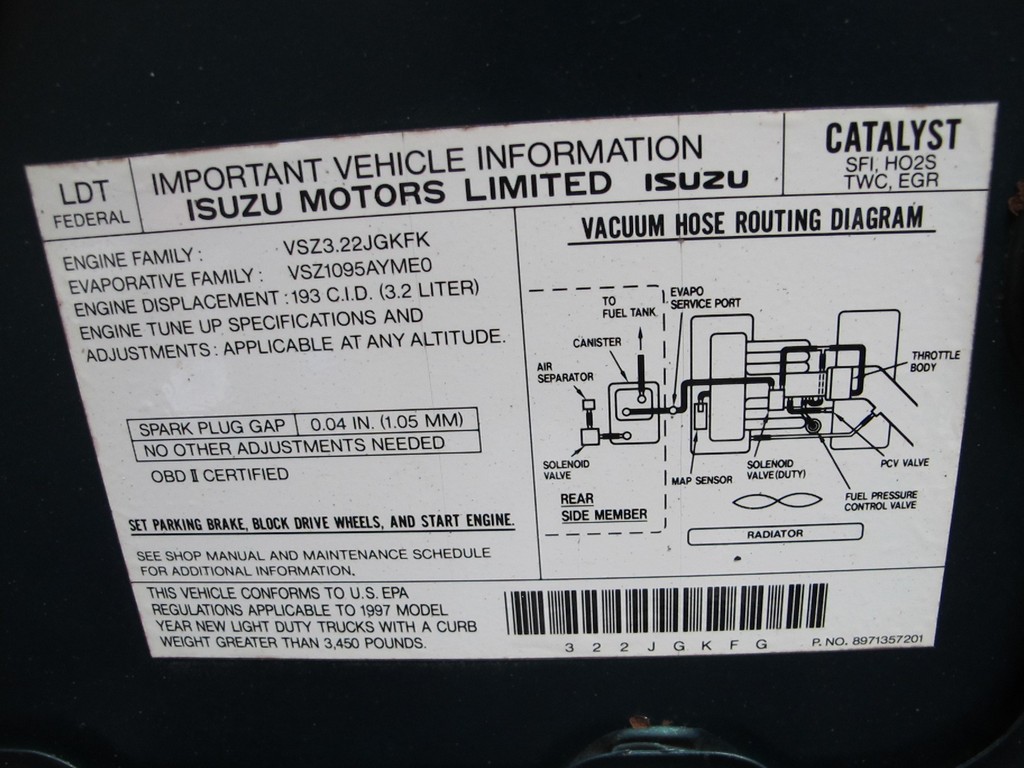 LDT
FEDERAL
IMPORTANT VEHICLE INFORMATION
ISUZU MOTORS LIMITED ISUZU
CATALYST
SFI, HO2S
TWC, EGR
ENGINE FAMILY : VSZ3.22JGKFK
EVAPORATIVE FAMILY : VSZ1095AYME0
ENGINE DISPLACEMENT : 193 C.I.D. (3.2 LITER)
ENGINE TUNE UP SPECIFICATIONS AND
ADJUSTMENTS : APPLICABLE AT ANY ALTITUDE.
SPARK PLUG GAP 0.04 IN. (1.05 MM)
NO OTHER ADJUSTMENTS NEEDED
OBD II CERTIFIED
SET PARKING BRAKE, BLOCK DRIVE WHEELS, AND START ENGINE.
SEE SHOP MANUAL AND MAINTENANCE SCHEDULE
FOR ADDITIONAL INFORMATION.
VACUUM HOSE ROUTING DIAGRAM
TO
FUEL TANK
EVAPO
SERVICE PORT
CANISTER
AIR
SEPARATOR
THROTTLE
BODY
SOLENOID
VALVE
MAP SENSOR
SOLENOID
VALVE (DUTY)
PCV VALVE
FUEL PRESSURE
CONTROL VALVE
REAR
SIDE MEMBER
RADIATOR
THIS VEHICLE CONFORMS TO U.S. EPA
REGULATIONS APPLICABLE TO 1997 MODEL
YEAR NEW LIGHT DUTY TRUCKS WITH A CURB
WEIGHT GREATER THAN 3,450 POUNDS.
3 2 2 J G K F G
P. NO. 8971357201